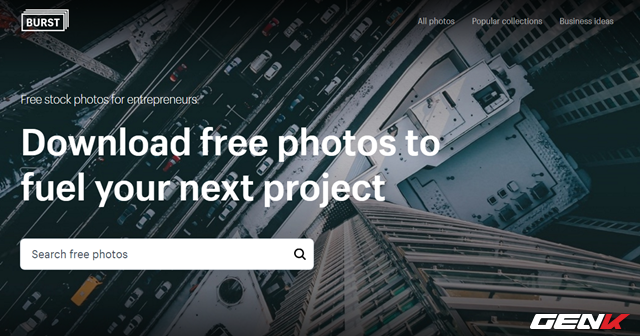 BURST
All photos
Popular collections
Business ideas
Free stock photos for entrepreneurs.
Download free photos to
fuel your next project
Search free photos
GENK